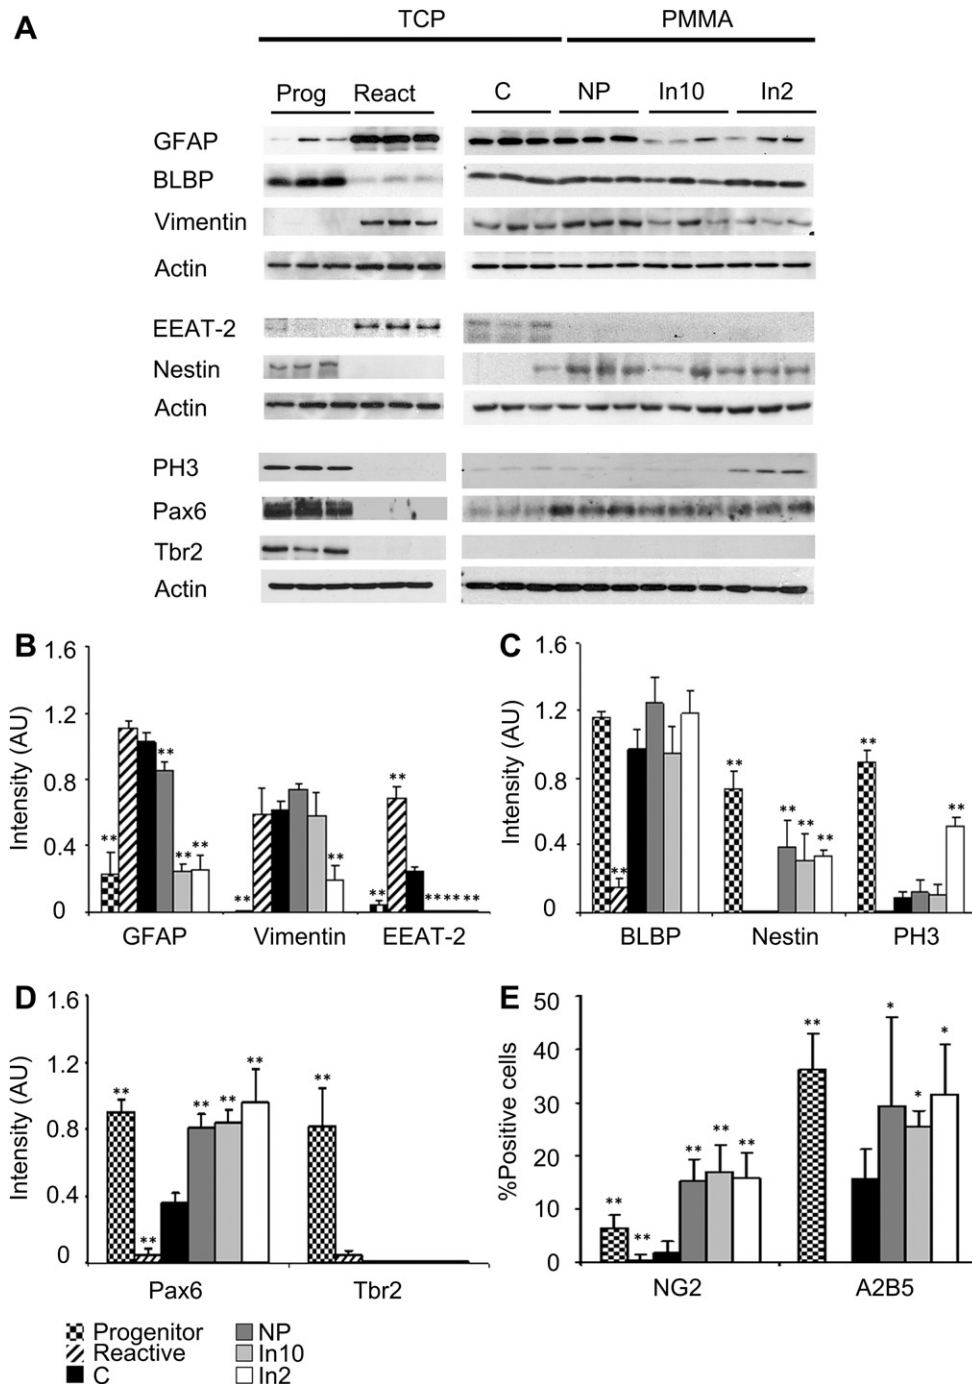 A
TCP PMMA
Prog React C NP In10 In2
GFAP
BLBP
Vimentin
Actin
EEAT-2
Nestin
Actin
PH3
Pax6
Tbr2
Actin
B
1.6
1.2
0.8
0.4
0
Intensity (AU)
** ** ** ** ** ** ** ** ** ** ** **
GFAP Vimentin EEAT-2
C
1.6
1.2
0.8
0.4
0
Intensity (AU)
** ** ** ** ** ** **
BLBP Nestin PH3
D
1.6
1.2
0.8
0.4
0
Intensity (AU)
** ** ** ** ** **
Pax6 Tbr2
E
50
40
30
20
10
0
%Positive cells
** ** ** ** ** ** * * *
NG2 A2B5
Progenitor NP
Reactive In10
C In2